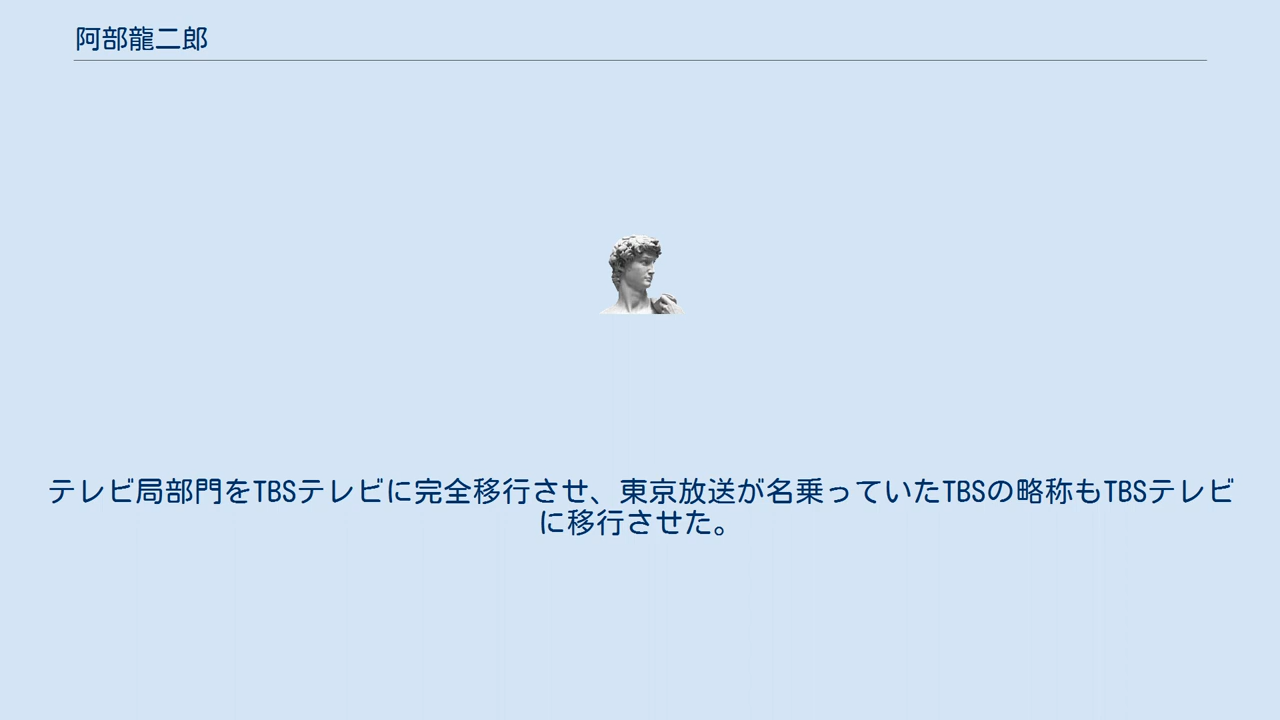 阿部龍二郎
テレビ局部門をTBSテレビに完全移行させ、東京放送が名乗っていたTBSの略称もTBSテレビ
に移行させた。